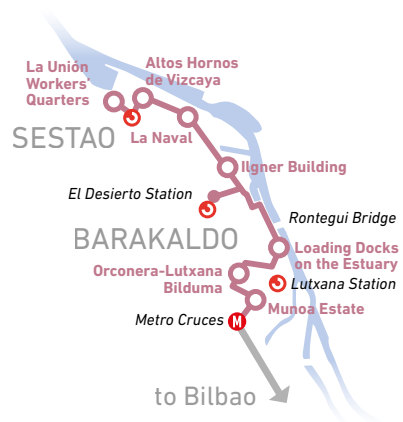 La Unión
Workers'
Quarters
Altos Hornos
de Vizcaya
SESTAO
La Naval
Ilgner Building
El Desierto Station
Rontegui Bridge
BARAKALDO
Loading Docks
on the Estuary
Orconera-Lutxana
Bilduma
Lutxana Station
Munoa Estate
Metro Cruces
M
to Bilbao